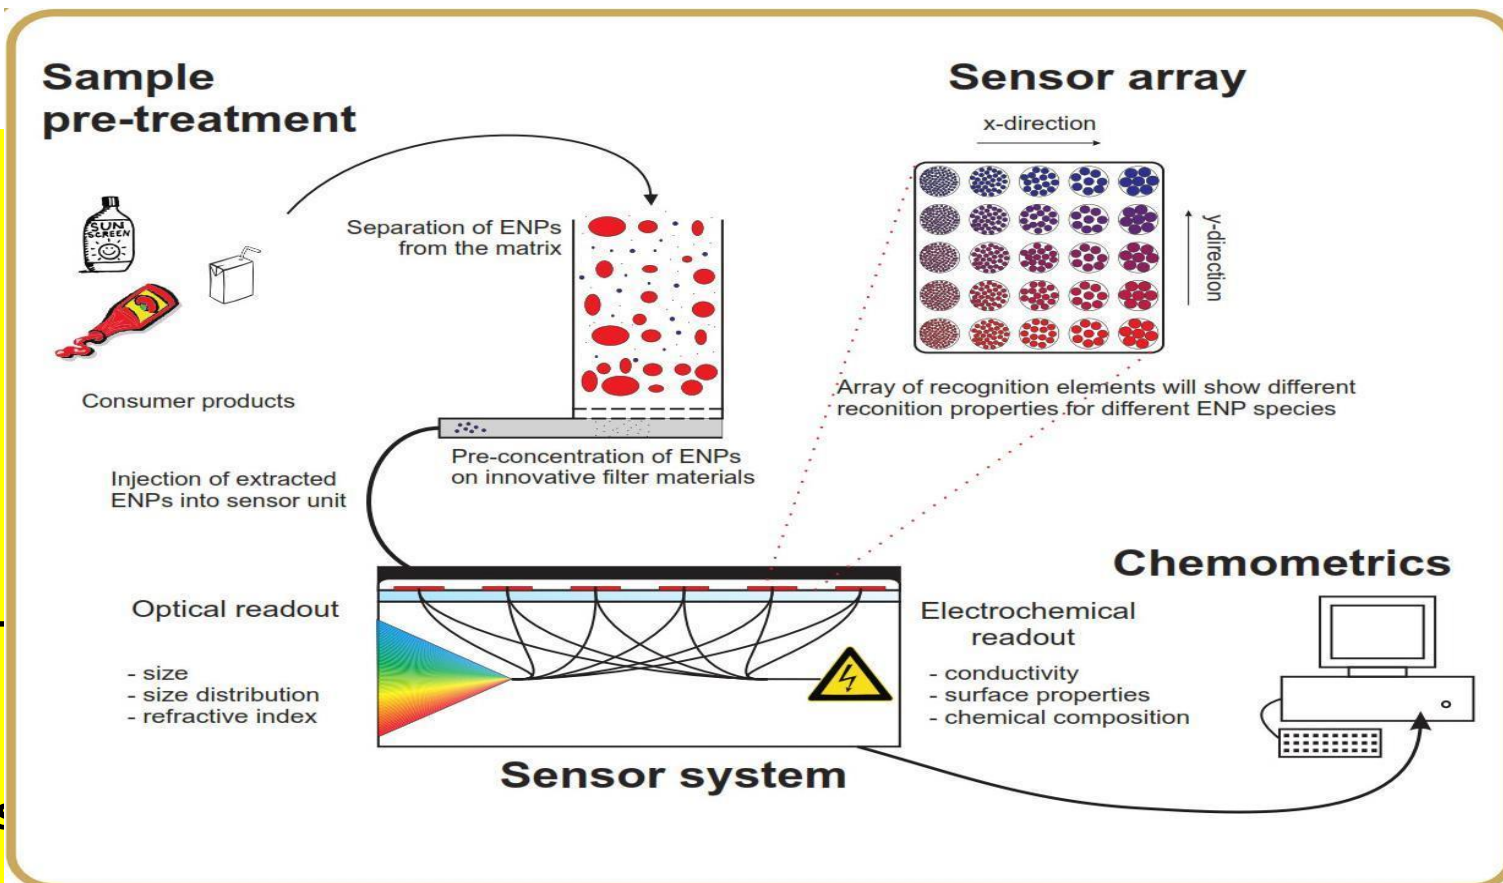 Sample
pre-treatment
SUN
SCREEN
Consumer products
Separation of ENPs
from the matrix
Pre-concentration of ENPs
on innovative filter materials
Injection of extracted
ENPs into sensor unit
Sensor array
x-direction
y-direction
Array of recognition elements will show different
reconition properties for different ENP species
Optical readout
- size
- size distribution
- refractive index
Electrochemical
readout
- conductivity
- surface properties
- chemical composition
Sensor system
Chemometrics